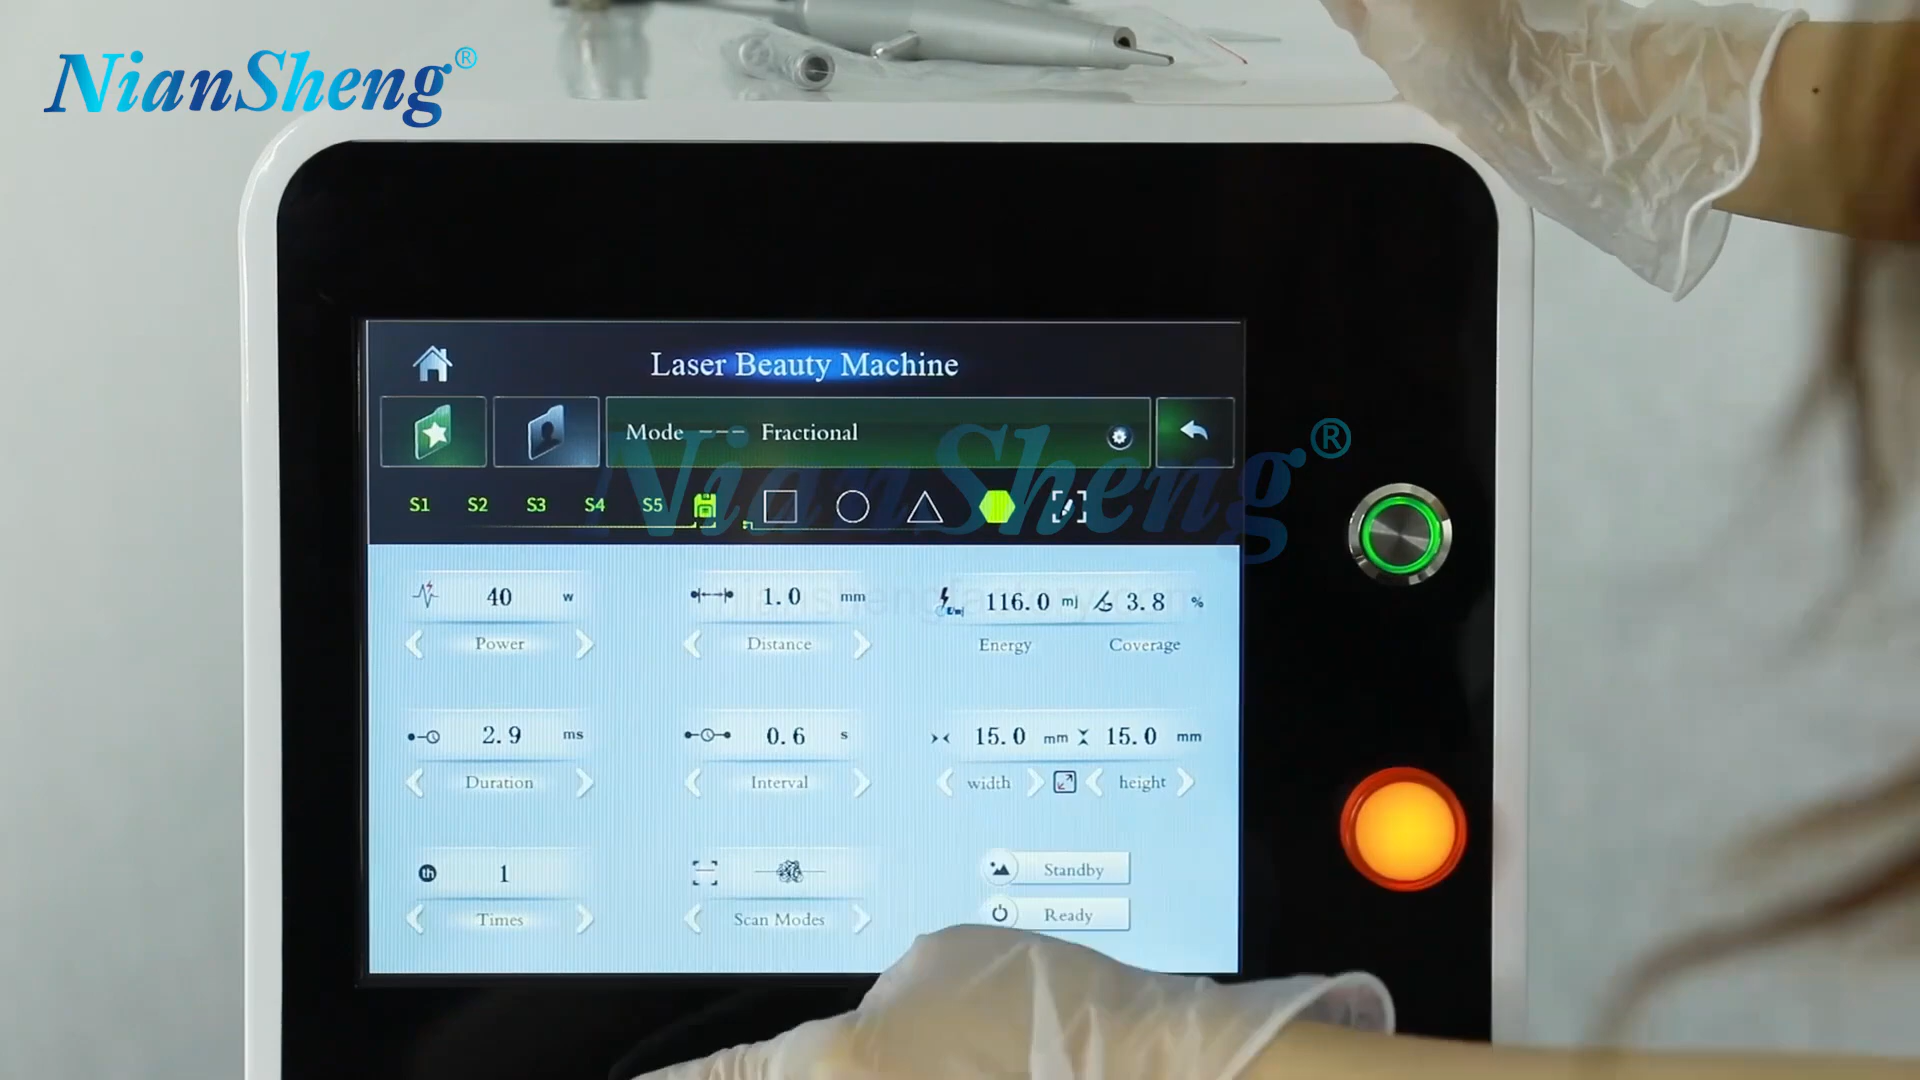 NianSheng®
Laser Beauty Machine
Mode --- Fractional
NianSheng®
S1 S2 S3 S4 S5
40 w
1.0 mm
116.0 mj 3.8 %
Power
Distance
Energy Coverage
2.9 ms
0.6 s
15.0 mm 15.0 mm
Duration
Interval
width height
th 1
Standby
Times
Scan Modes
Ready